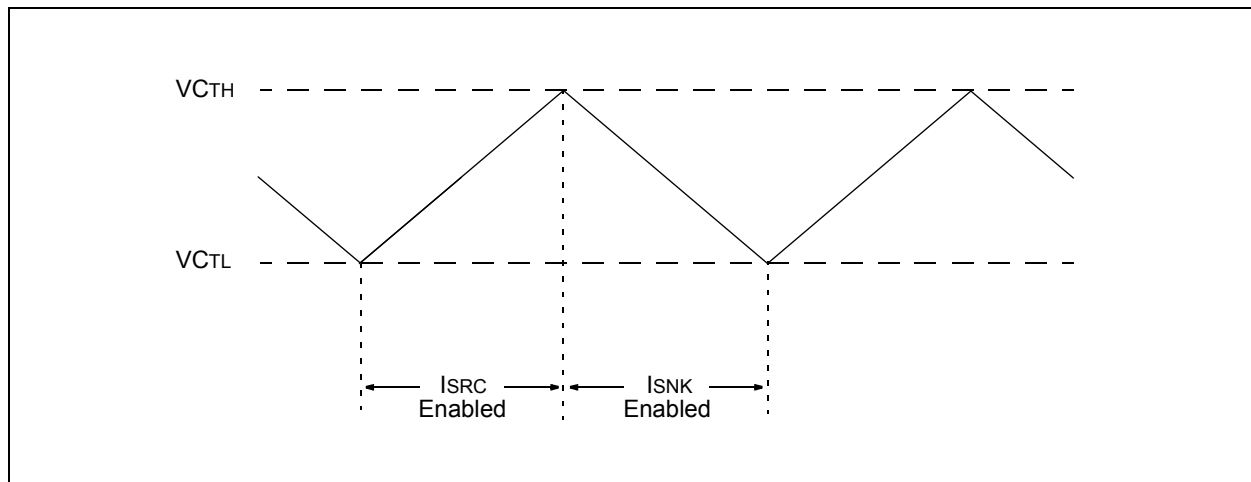 VCTH
VCTL
ISRC
Enabled
ISNK
Enabled